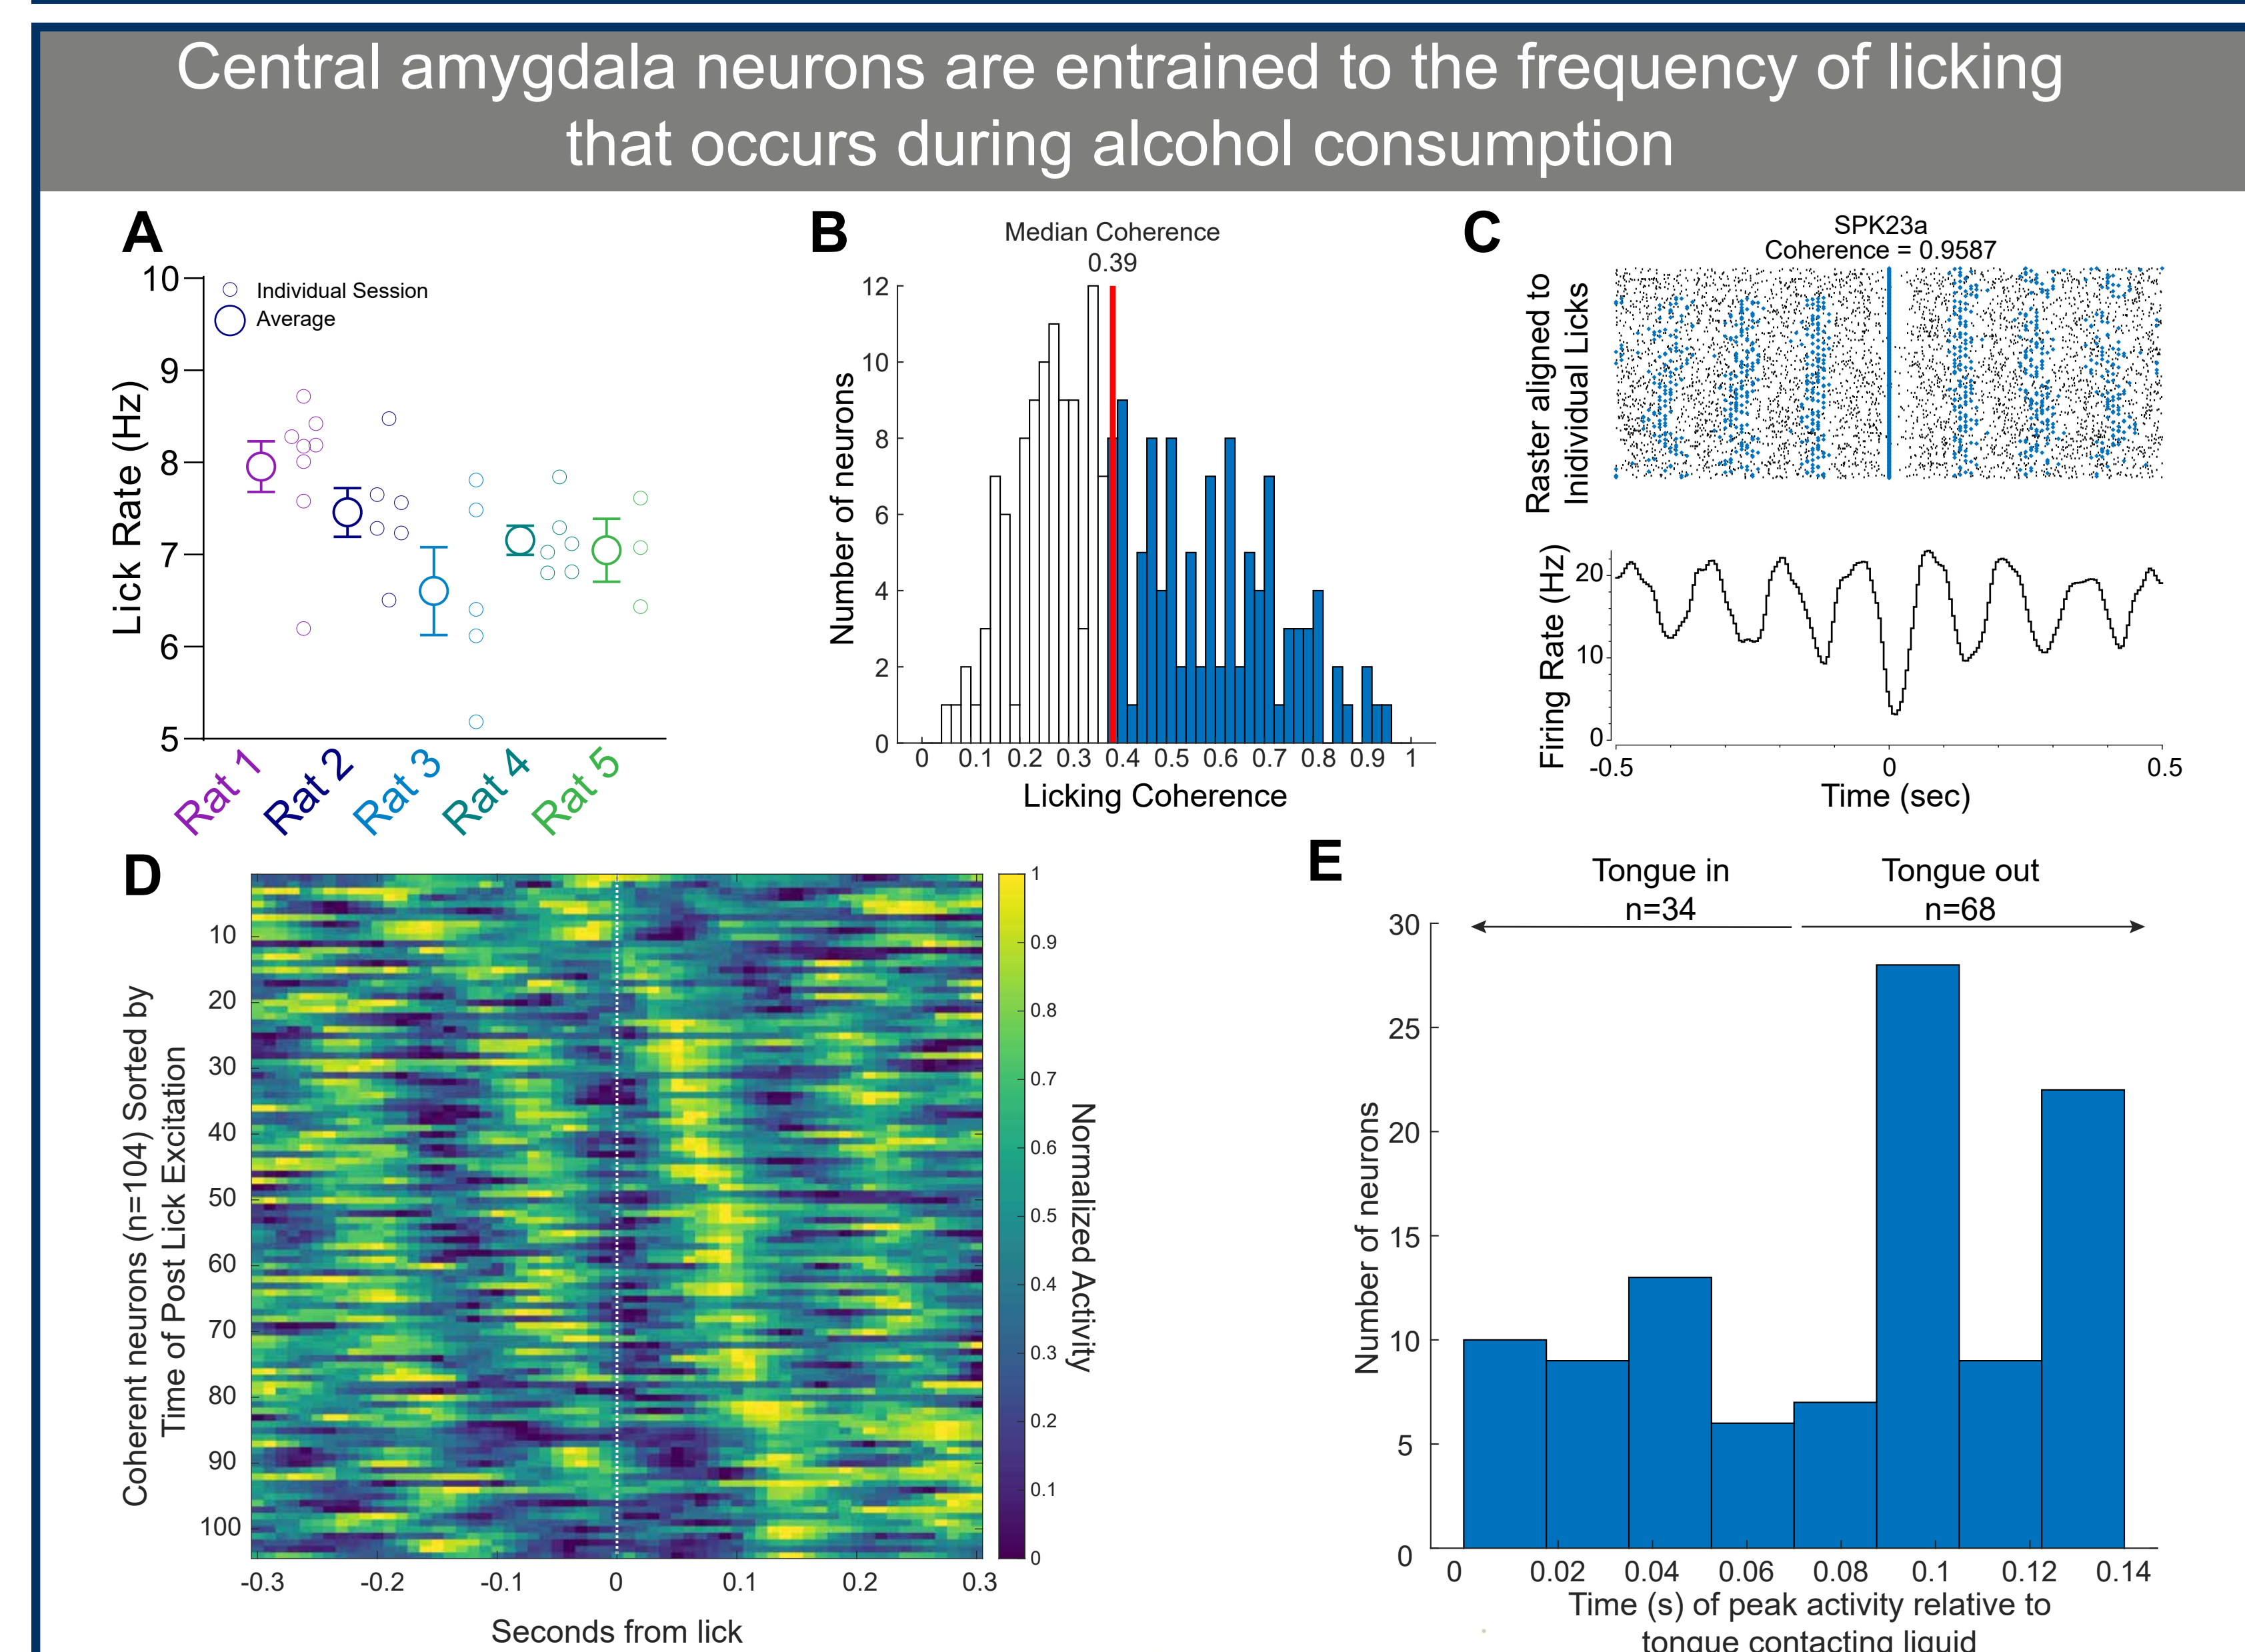 Central amygdala neurons are entrained to the frequency of licking
that occurs during alcohol consumption
A
10
9
8
7
6
5
Lick Rate (Hz)
Individual Session
Average
Rat 1
Rat 2
Rat 3
Rat 4
Rat 5
B
Median Coherence
0.39
12
10
8
6
4
2
0
Number of neurons
0 0.1 0.2 0.3 0.4 0.5 0.6 0.7 0.8 0.9 1
Licking Coherence
C
SPK23a
Coherence = 0.9587
Raster aligned to
Inidividual Licks
Firing Rate (Hz)
20
10
0
-0.5 0 0.5
Time (sec)
D
Coherent neurons (n=104) Sorted by
Time of Post Lick Excitation
10
20
30
40
50
60
70
80
90
100
-0.3 -0.2 -0.1 0 0.1 0.2 0.3
Seconds from lick
1
0.9
0.8
0.7
0.6
0.5
0.4
0.3
0.2
0.1
0
Normalized Activity
E
Tongue in
n=34
Tongue out
n=68
30
25
20
15
10
5
0
Number of neurons
0 0.02 0.04 0.06 0.08 0.1 0.12 0.14
Time (s) of peak activity relative to
tongue contacting liquid